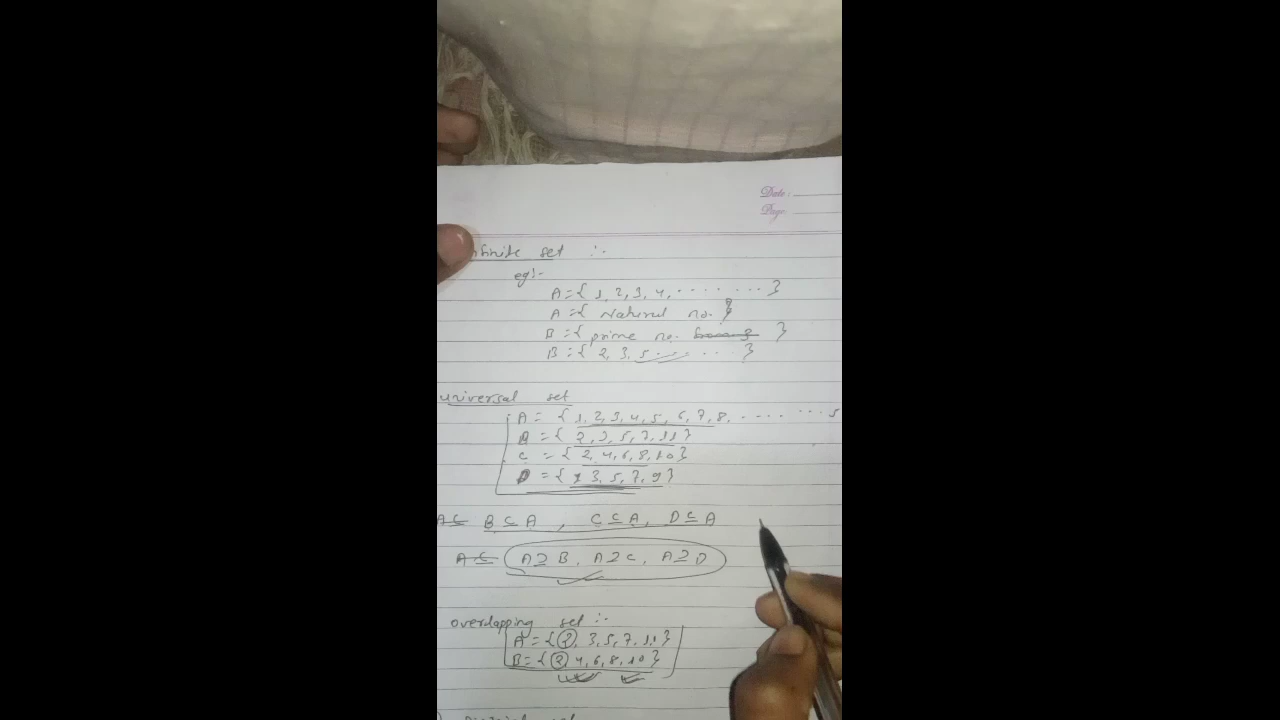 Date:
Page:
nfinite set :-
eg:-
A={ 1, 2, 3, 4, ........ }
A={ Natural no. }
B={ prime no. }
B={ 2, 3, 5........ }
universal set
A = { 1, 2, 3, 4, 5, 6, 7, 8, .......
B = { 2, 3, 5, 7, 11 }
C = { 2, 4, 6, 8, 10 }
D = { 1 3, 5, 7, 9 }
A ⊆ B ⊆ A , C ⊆ A, D ⊆ A
A ⊆ A ⊇ B, A ⊇ C, A ⊇ D
overlapping set :-
A = { 2, 3, 5, 7, 11 }
B = { 2 4, 6, 8, 10 }